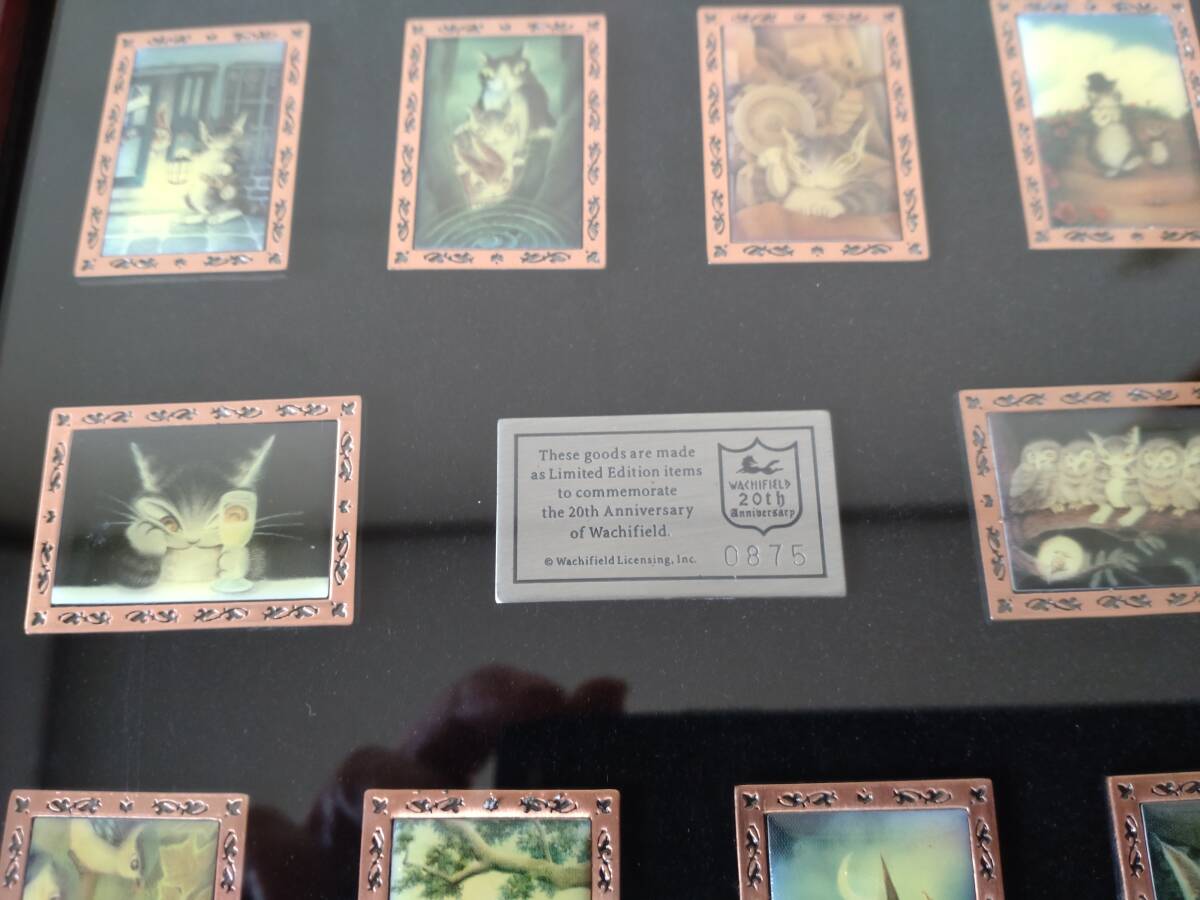 These goods are made
as Limited Edition items
to commemorate
the 20th Anniversary
of Wachifield.
© Wachifield Licensing, Inc.
WACHIFIELD
20th
Anniversary
0875